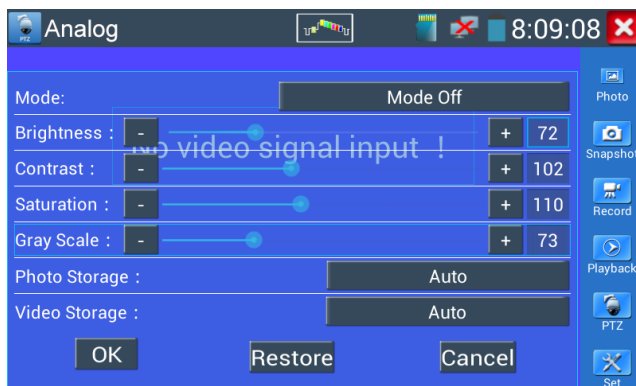 PTZ Analog 8:09:08
Mode: Mode Off
No video signal input !
Brightness : - + 72
Contrast : - + 102
Saturation : - + 110
Gray Scale : - + 73
Photo Storage : Auto
Video Storage : Auto
OK Restore Cancel
Photo
Snapshot
Record
Playback
PTZ
Set